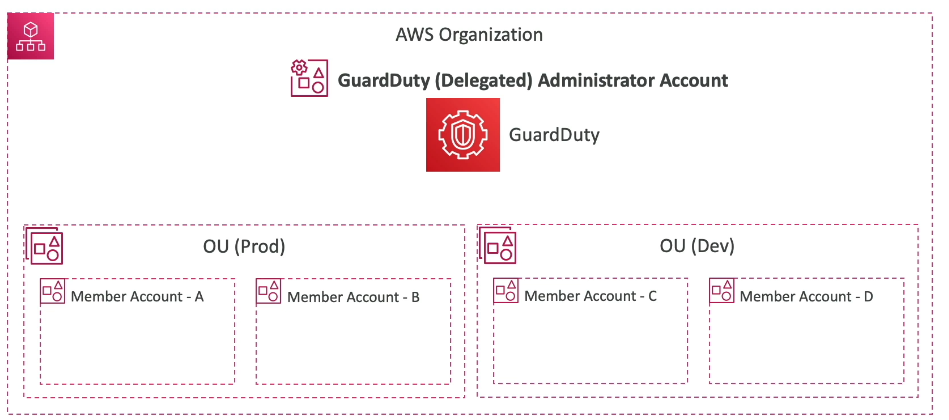 AWS Organization
GuardDuty (Delegated) Administrator Account
GuardDuty
OU (Prod)
Member Account - A
Member Account - B
OU (Dev)
Member Account - C
Member Account - D